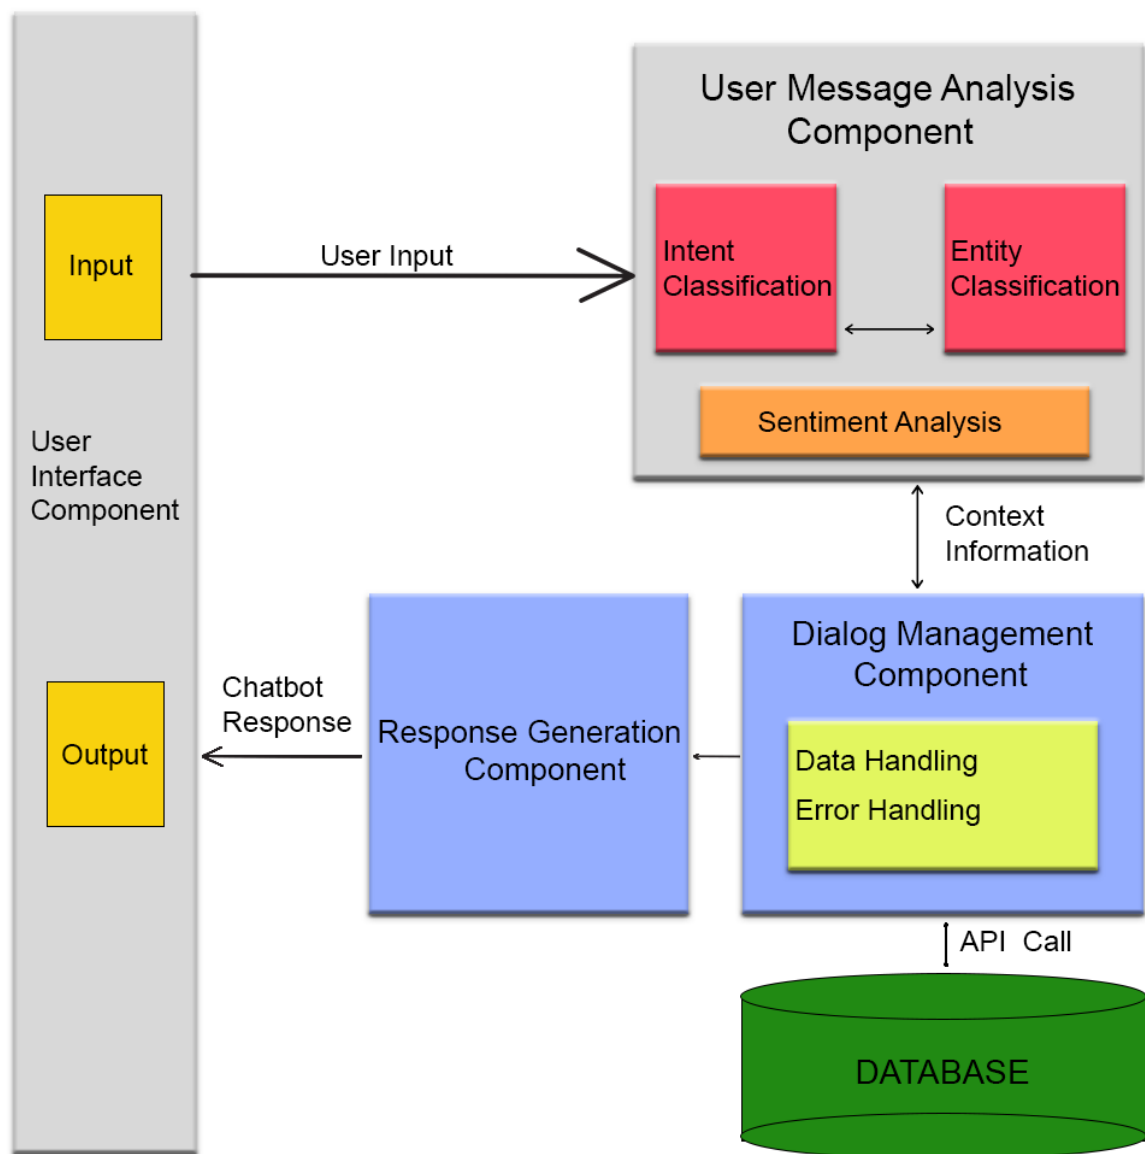 User Message Analysis
Component
Input
User Input
Intent
Classification
Entity
Classification
Sentiment Analysis
User
Interface
Component
Context
Information
Dialog Management
Component
Chatbot
Response
Response Generation
Component
Output
Data Handling
Error Handling
API Call
DATABASE